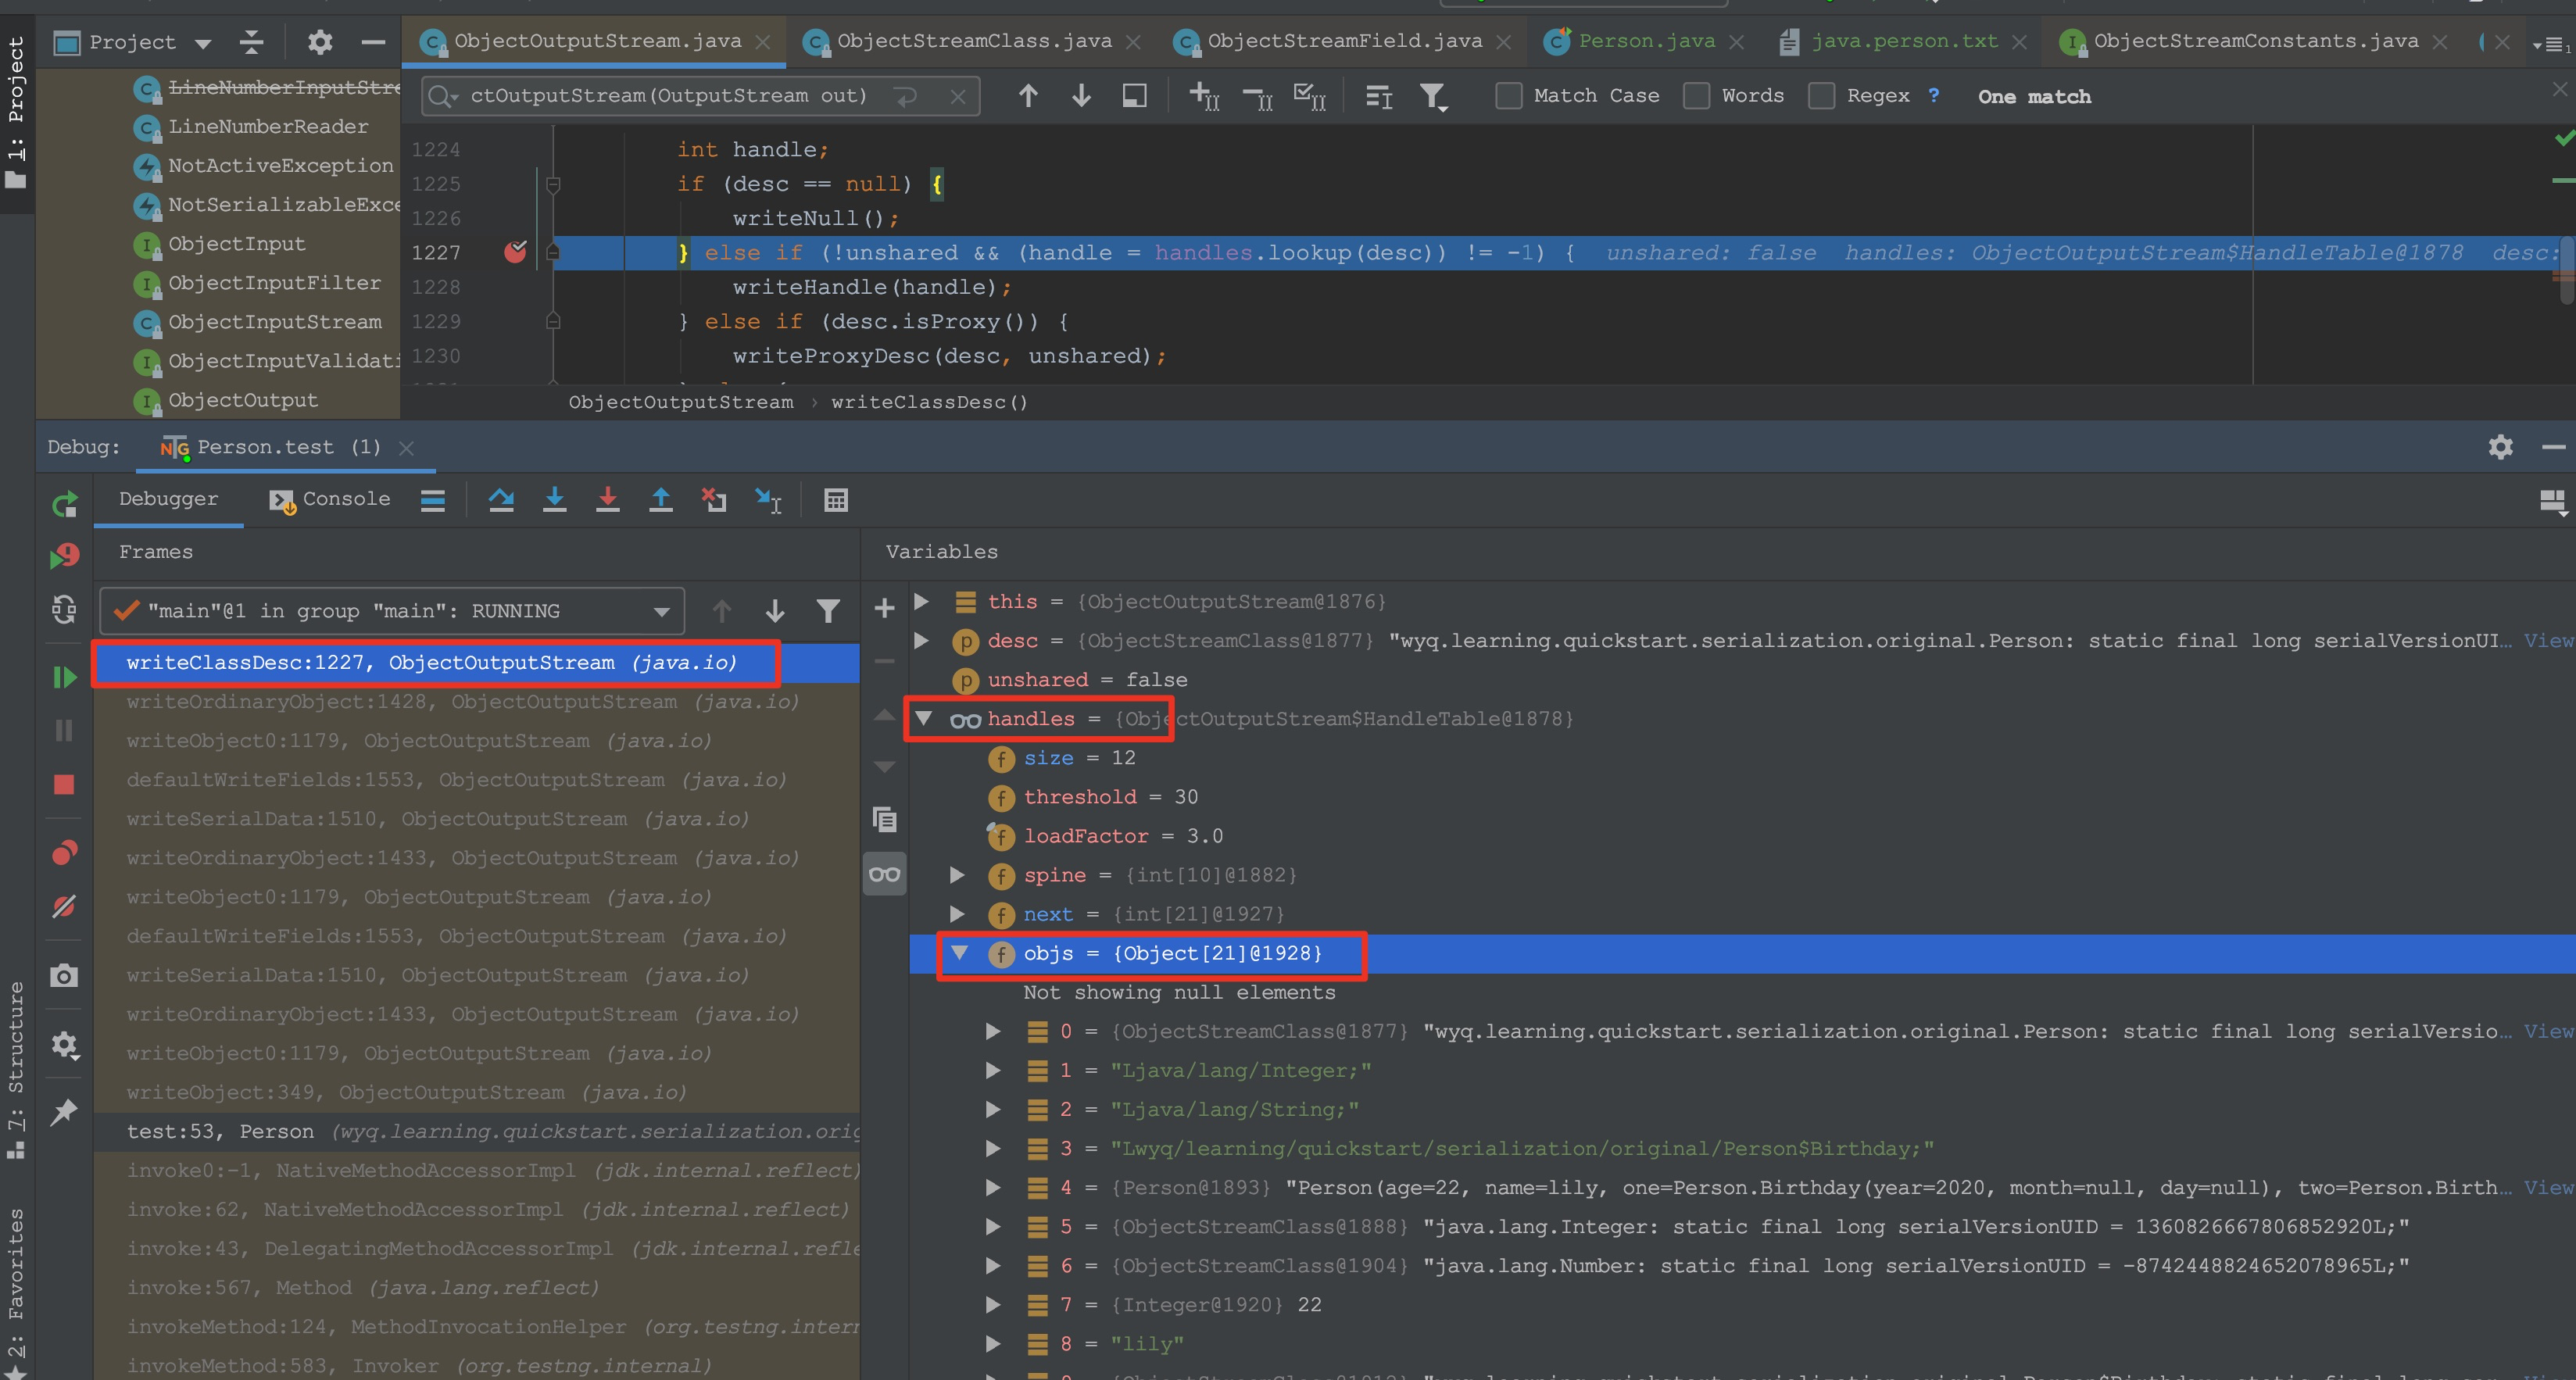 Project
ObjectOutputStream.java
ObjectStreamClass.java
ObjectStreamField.java
Person.java
java.person.txt
ObjectStreamConstants.java
1
1: Project
LineNumberInputStre
LineNumberReader
NotActiveException
NotSerializableExce
ObjectInput
ObjectInputFilter
ObjectInputStream
ObjectInputValidati
ObjectOutput
ctOutputStream(OutputStream out)
Match Case
Words
Regex
?
One match
1224 int handle;
1225 if (desc == null) {
1226 writeNull();
1227 } else if (!unshared && (handle = handles.lookup(desc)) != -1) { unshared: false handles: ObjectOutputStream$HandleTable@1878 desc:
1228 writeHandle(handle);
1229 } else if (desc.isProxy()) {
1230 writeProxyDesc(desc, unshared);
ObjectOutputStream › writeClassDesc()
Debug:
Person.test (1)
Debugger
Console
Frames
"main"@1 in group "main": RUNNING
writeClassDesc:1227, ObjectOutputStream (java.io)
writeOrdinaryObject:1428, ObjectOutputStream (java.io)
writeObject0:1179, ObjectOutputStream (java.io)
defaultWriteFields:1553, ObjectOutputStream (java.io)
writeSerialData:1510, ObjectOutputStream (java.io)
writeOrdinaryObject:1433, ObjectOutputStream (java.io)
writeObject0:1179, ObjectOutputStream (java.io)
defaultWriteFields:1553, ObjectOutputStream (java.io)
writeSerialData:1510, ObjectOutputStream (java.io)
writeOrdinaryObject:1433, ObjectOutputStream (java.io)
writeObject0:1179, ObjectOutputStream (java.io)
writeObject:349, ObjectOutputStream (java.io)
test:53, Person (wyq.learning.quickstart.serialization.orig
invoke0:-1, NativeMethodAccessorImpl (jdk.internal.reflect)
invoke:62, NativeMethodAccessorImpl (jdk.internal.reflect)
invoke:43, DelegatingMethodAccessorImpl (jdk.internal.refle
invoke:567, Method (java.lang.reflect)
invokeMethod:124, MethodInvocationHelper (org.testng.intern
invokeMethod:583, Invoker (org.testng.internal)
Variables
this = {ObjectOutputStream@1876}
desc = {ObjectStreamClass@1877} "wyq.learning.quickstart.serialization.original.Person: static final long serialVersionUI… View
unshared = false
handles = {ObjectOutputStream$HandleTable@1878}
size = 12
threshold = 30
loadFactor = 3.0
spine = {int[10]@1882}
next = {int[21]@1927}
objs = {Object[21]@1928}
Not showing null elements
0 = {ObjectStreamClass@1877} "wyq.learning.quickstart.serialization.original.Person: static final long serialVersio… View
1 = "Ljava/lang/Integer;"
2 = "Ljava/lang/String;"
3 = "Lwyq/learning/quickstart/serialization/original/Person$Birthday;"
4 = {Person@1893} "Person(age=22, name=lily, one=Person.Birthday(year=2020, month=null, day=null), two=Person.Birth… View
5 = {ObjectStreamClass@1888} "java.lang.Integer: static final long serialVersionUID = 1360826667806852920L;"
6 = {ObjectStreamClass@1904} "java.lang.Number: static final long serialVersionUID = -8742448824652078965L;"
7 = {Integer@1920} 22
8 = "lily"
7: Structure
2: Favorites